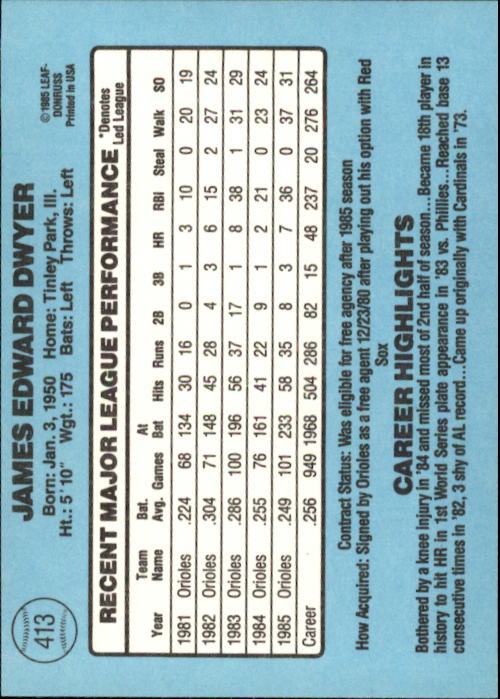 413
JAMES EDWARD DWYER
© 1985 LEAF-
DONRUSS
Printed in USA
Born: Jan. 3, 1950 Home: Tinley Park, Ill.
Ht.: 5' 10" Wgt.: 175 Bats: Left Throws: Left
RECENT MAJOR LEAGUE PERFORMANCE
*Denotes
Led League
Year Team Name Bat. Avg. Games At Bat Hits Runs 2B 3B HR RBI Steal Walk SO
1981 Orioles .224 68 134 30 16 0 1 3 10 0 20 19
1982 Orioles .304 71 148 45 28 4 3 6 15 2 27 24
1983 Orioles .286 100 196 56 37 17 1 8 38 1 31 29
1984 Orioles .255 76 161 41 22 9 1 2 21 0 23 24
1985 Orioles .249 101 233 58 35 8 3 7 36 0 37 31
Career .256 949 1968 504 286 82 15 48 237 20 276 264
Contract Status: Was eligible for free agency after 1985 season
How Acquired: Signed by Orioles as a free agent 12/23/80 after playing out his option with Red
Sox
CAREER HIGHLIGHTS
Bothered by a knee injury in '84 and missed most of 2nd half of season...Became 18th player in
history to hit HR in 1st World Series plate appearance in '83 vs. Phillies...Reached base 13
consecutive times in '82, 3 shy of AL record...Came up originally with Cardinals in '73.